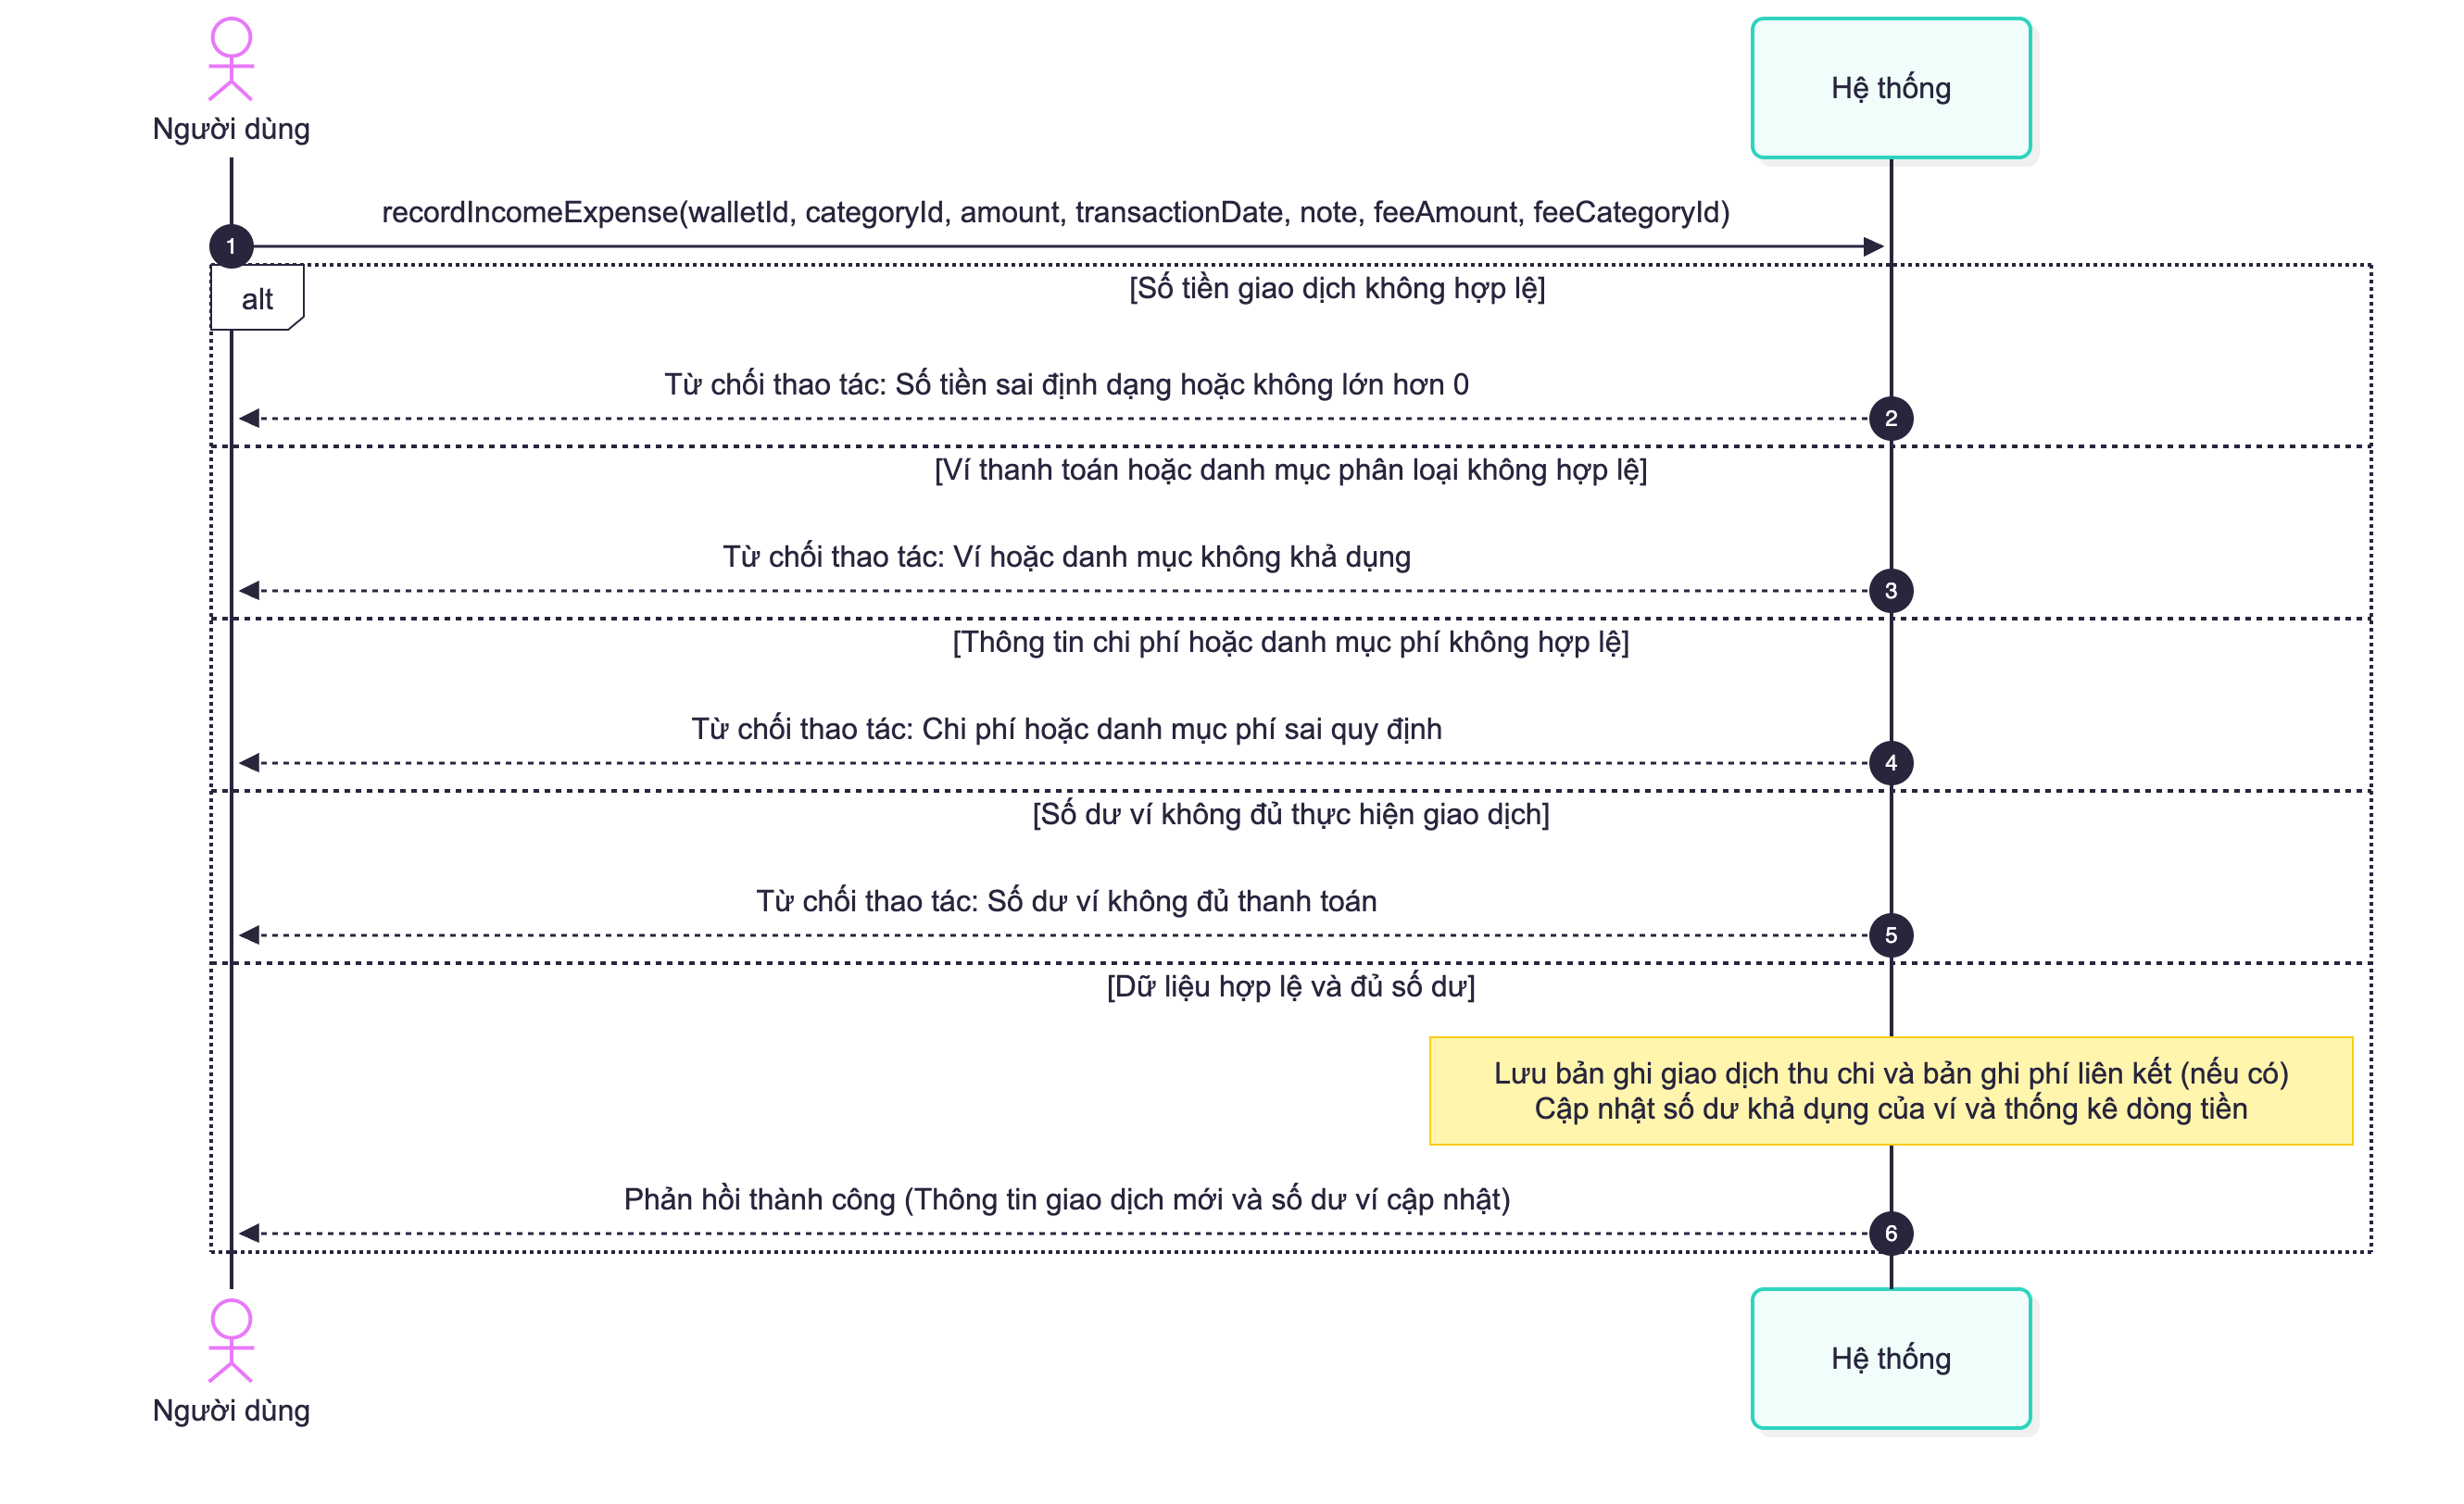 Người dùng
Hệ thống
recordIncomeExpense(walletId, categoryId, amount, transactionDate, note, feeAmount, feeCategoryId)
1
alt
[Số tiền giao dịch không hợp lệ]
Từ chối thao tác: Số tiền sai định dạng hoặc không lớn hơn 0
2
[Ví thanh toán hoặc danh mục phân loại không hợp lệ]
Từ chối thao tác: Ví hoặc danh mục không khả dụng
3
[Thông tin chi phí hoặc danh mục phí không hợp lệ]
Từ chối thao tác: Chi phí hoặc danh mục phí sai quy định
4
[Số dư ví không đủ thực hiện giao dịch]
Từ chối thao tác: Số dư ví không đủ thanh toán
5
[Dữ liệu hợp lệ và đủ số dư]
Lưu bản ghi giao dịch thu chi và bản ghi phí liên kết (nếu có)
Cập nhật số dư khả dụng của ví và thống kê dòng tiền
Phản hồi thành công (Thông tin giao dịch mới và số dư ví cập nhật)
6
Người dùng
Hệ thống